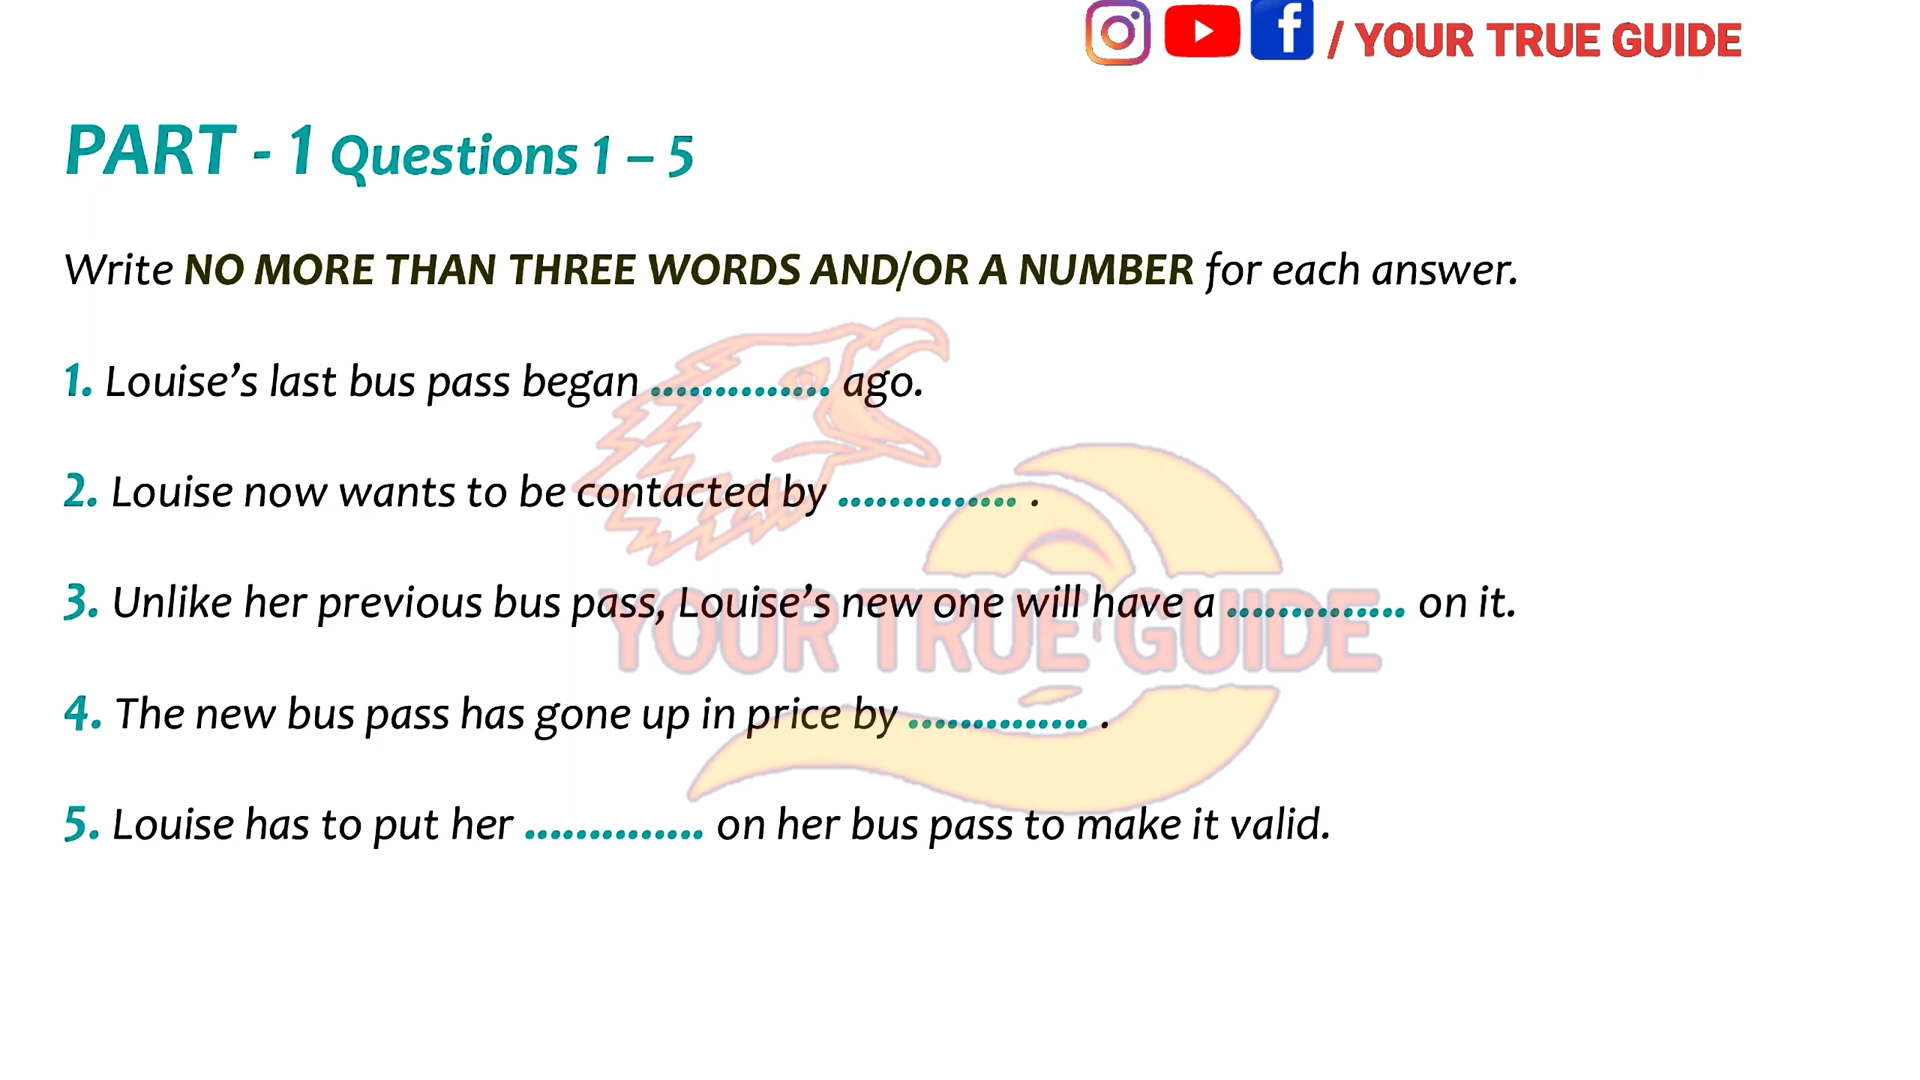 / YOUR TRUE GUIDE
PART - 1 Questions 1 – 5
Write NO MORE THAN THREE WORDS AND/OR A NUMBER for each answer.
1. Louise’s last bus pass began .............. ago.
2. Louise now wants to be contacted by .............. .
3. Unlike her previous bus pass, Louise’s new one will have a .............. on it.
YOUR TRUE GUIDE
4. The new bus pass has gone up in price by .............. .
5. Louise has to put her .............. on her bus pass to make it valid.